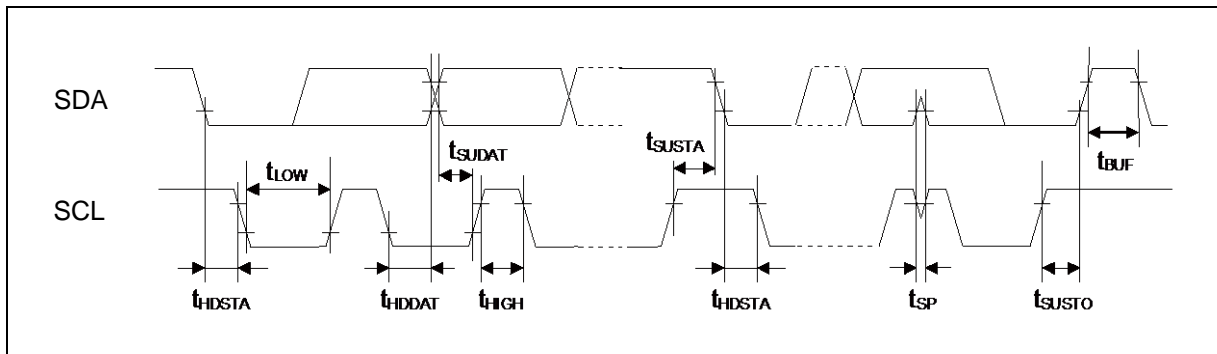 SDA
tSUDAT
tSUSTA
tBUF
tLOW
SCL
tHDSTA
tHDDAT
tHIGH
tHDSTA
tSP
tSUSTO